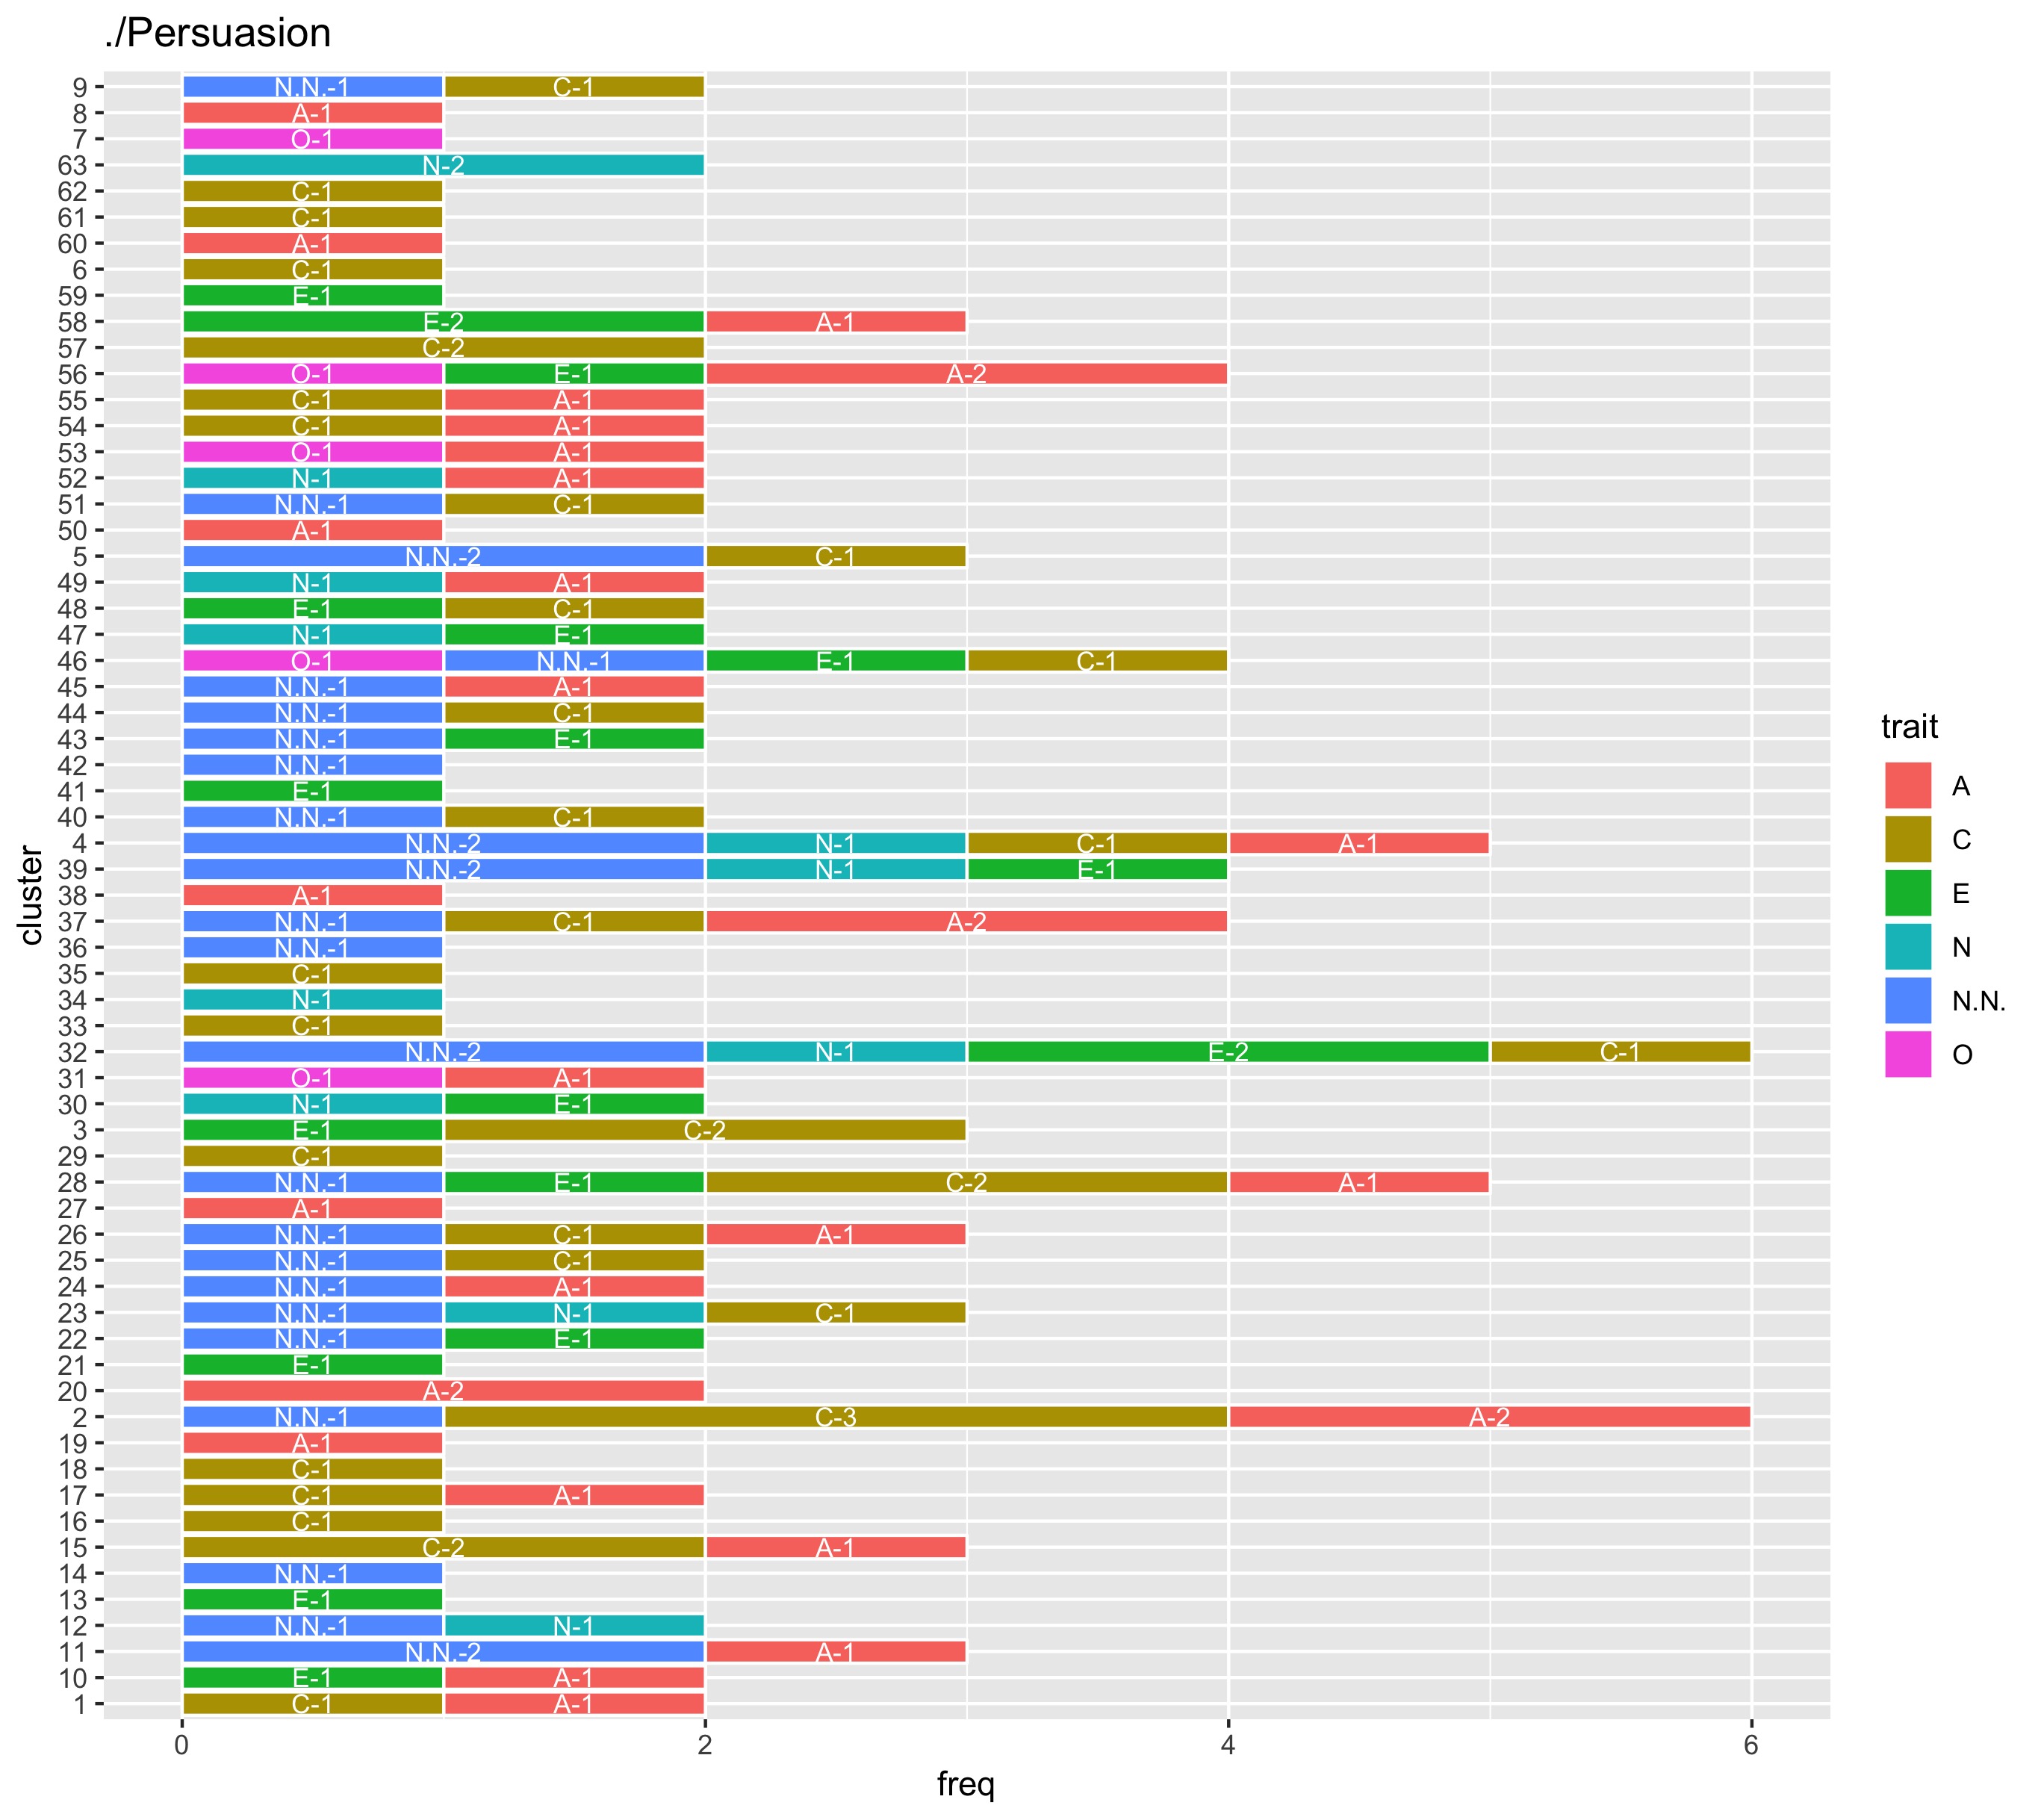 ./Persuasion
9 N.N.-1 C-1
8 A-1
7 O-1
63 N-2
62 C-1
61 C-1
60 A-1
6 C-1
59 E-1
58 E-2 A-1
57 C-2
56 O-1 E-1 A-2
55 C-1 A-1
54 C-1 A-1
53 O-1 A-1
52 N-1 A-1
51 N.N.-1 C-1
50 A-1
5 N.N.-2 C-1
49 N-1 A-1
48 E-1 C-1
47 N-1 E-1
46 O-1 N.N.-1 E-1 C-1
45 N.N.-1 A-1
44 N.N.-1 C-1
43 N.N.-1 E-1
42 N.N.-1
41 E-1
40 N.N.-1 C-1
4 N.N.-2 N-1 C-1 A-1
39 N.N.-2 N-1 E-1
38 A-1
37 N.N.-1 C-1 A-2
36 N.N.-1
35 C-1
34 N-1
33 C-1
32 N.N.-2 N-1 E-2 C-1
31 O-1 A-1
30 N-1 E-1
3 E-1 C-2
29 C-1
28 N.N.-1 E-1 C-2 A-1
27 A-1
26 N.N.-1 C-1 A-1
25 N.N.-1 C-1
24 N.N.-1 A-1
23 N.N.-1 N-1 C-1
22 N.N.-1 E-1
21 E-1
20 A-2
2 N.N.-1 C-3 A-2
19 A-1
18 C-1
17 C-1 A-1
16 C-1
15 C-2 A-1
14 N.N.-1
13 E-1
12 N.N.-1 N-1
11 N.N.-2 A-1
10 E-1 A-1
1 C-1 A-1
0 2 4 6
freq
cluster
trait
A
C
E
N
N.N.
O